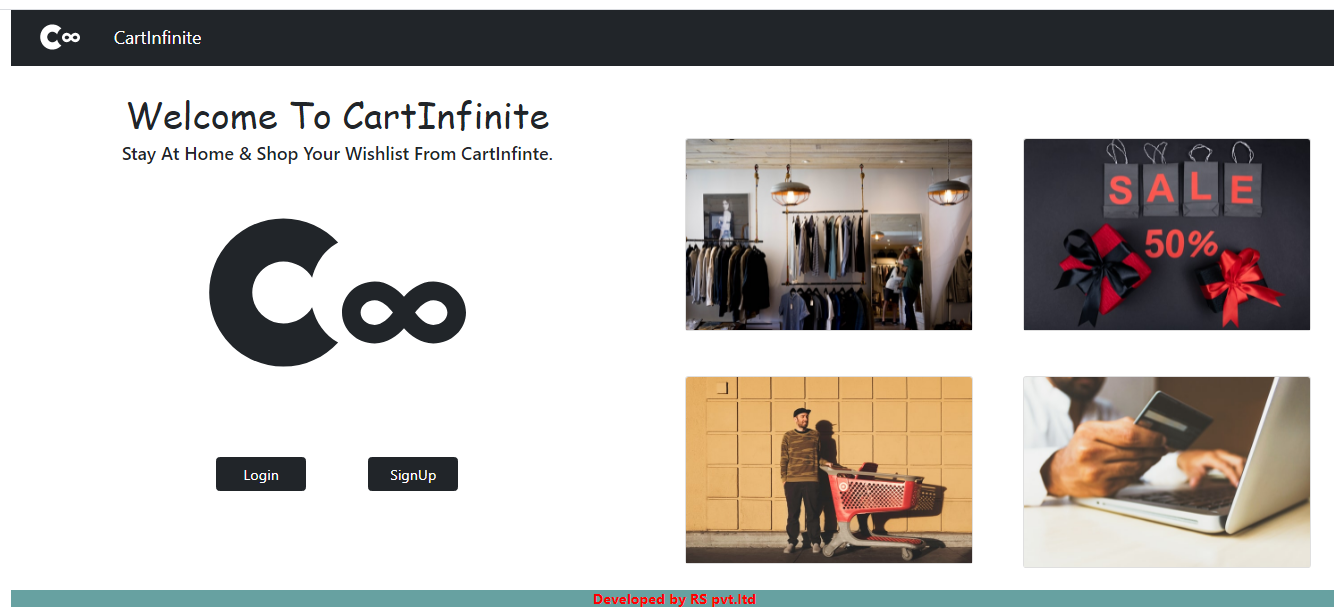 C∞ CartInfinite
Welcome To CartInfinite
Stay At Home & Shop Your Wishlist From CartInfinte.
C∞
SALE
50%
Login
SignUp
Developed by RS pvt.ltd